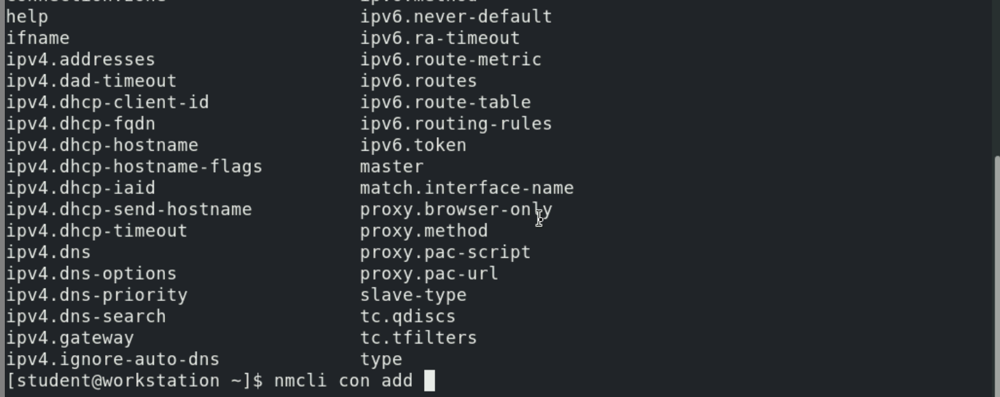 help ipv6.never-default
ifname ipv6.ra-timeout
ipv4.addresses ipv6.route-metric
ipv4.dad-timeout ipv6.routes
ipv4.dhcp-client-id ipv6.route-table
ipv4.dhcp-fqdn ipv6.routing-rules
ipv4.dhcp-hostname ipv6.token
ipv4.dhcp-hostname-flags master
ipv4.dhcp-iaid match.interface-name
ipv4.dhcp-send-hostname proxy.browser-only
ipv4.dhcp-timeout proxy.method
ipv4.dns proxy.pac-script
ipv4.dns-options proxy.pac-url
ipv4.dns-priority slave-type
ipv4.dns-search tc.qdiscs
ipv4.gateway tc.tfilters
ipv4.ignore-auto-dns type
[student@workstation ~]$ nmcli con add